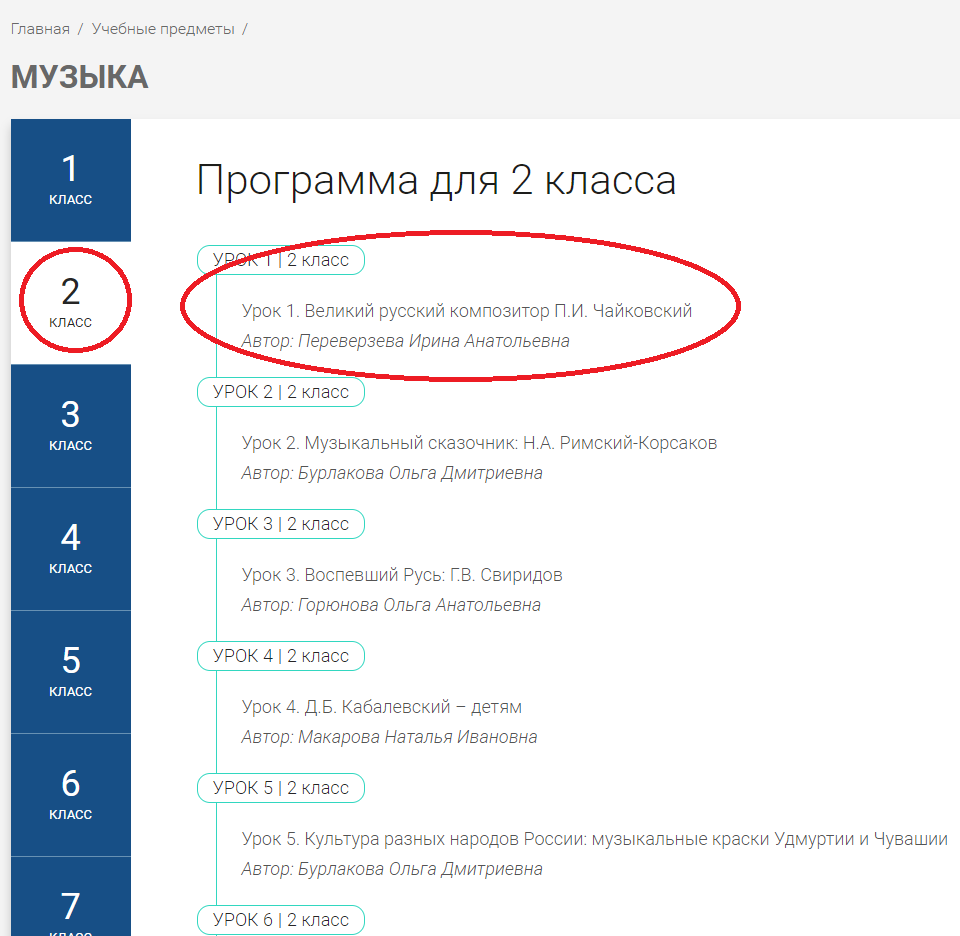 Главная / Учебные предметы /
МУЗЫКА
1
КЛАСС
2
КЛАСС
3
КЛАСС
4
КЛАСС
5
КЛАСС
6
КЛАСС
7
КЛАСС
Программа для 2 класса
УРОК 1 | 2 класс
Урок 1. Великий русский композитор П.И. Чайковский
Автор: Переверзева Ирина Анатольевна
УРОК 2 | 2 класс
Урок 2. Музыкальный сказочник: Н.А. Римский-Корсаков
Автор: Бурлакова Ольга Дмитриевна
УРОК 3 | 2 класс
Урок 3. Воспевший Русь: Г.В. Свиридов
Автор: Горюнова Ольга Анатольевна
УРОК 4 | 2 класс
Урок 4. Д.Б. Кабалевский – детям
Автор: Макарова Наталья Ивановна
УРОК 5 | 2 класс
Урок 5. Культура разных народов России: музыкальные краски Удмуртии и Чувашии
Автор: Бурлакова Ольга Дмитриевна
УРОК 6 | 2 класс